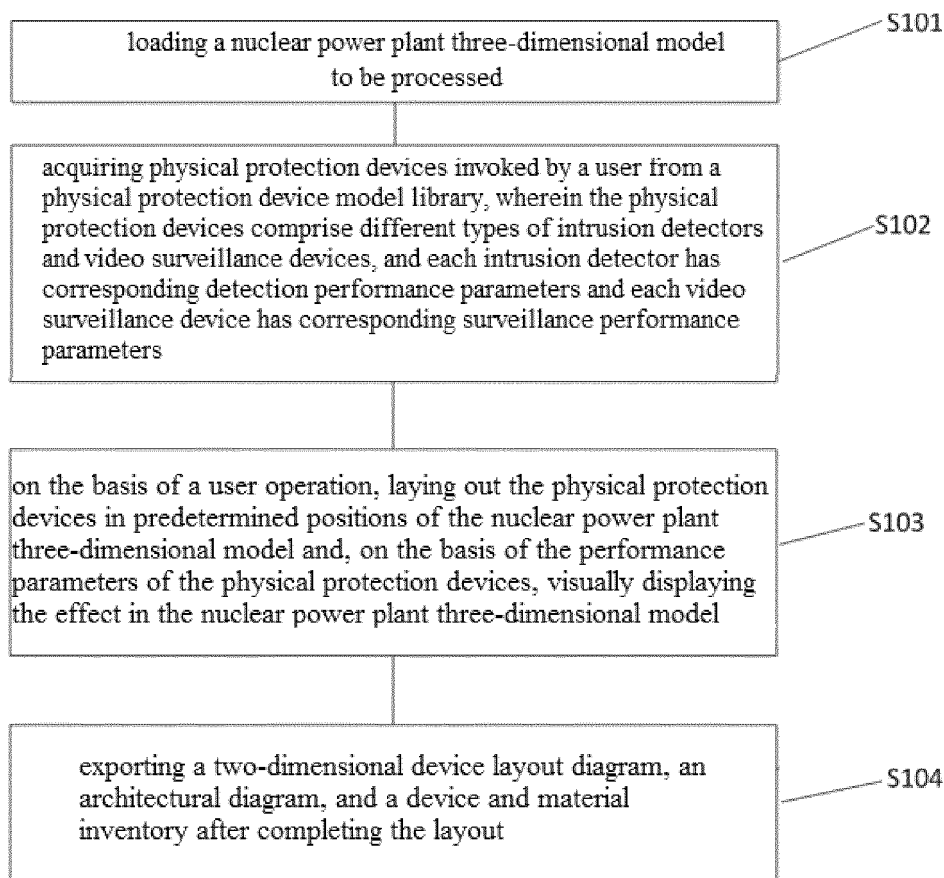 loading a nuclear power plant three-dimensional model
to be processed
S101
acquiring physical protection devices invoked by a user from a
physical protection device model library, wherein the physical
protection devices comprise different types of intrusion detectors
and video surveillance devices, and each intrusion detector has
corresponding detection performance parameters and each video
surveillance device has corresponding surveillance performance
parameters
S102
on the basis of a user operation, laying out the physical protection
devices in predetermined positions of the nuclear power plant
three-dimensional model and, on the basis of the performance
parameters of the physical protection devices, visually displaying
the effect in the nuclear power plant three-dimensional model
S103
exporting a two-dimensional device layout diagram, an
architectural diagram, and a device and material
inventory after completing the layout
S104